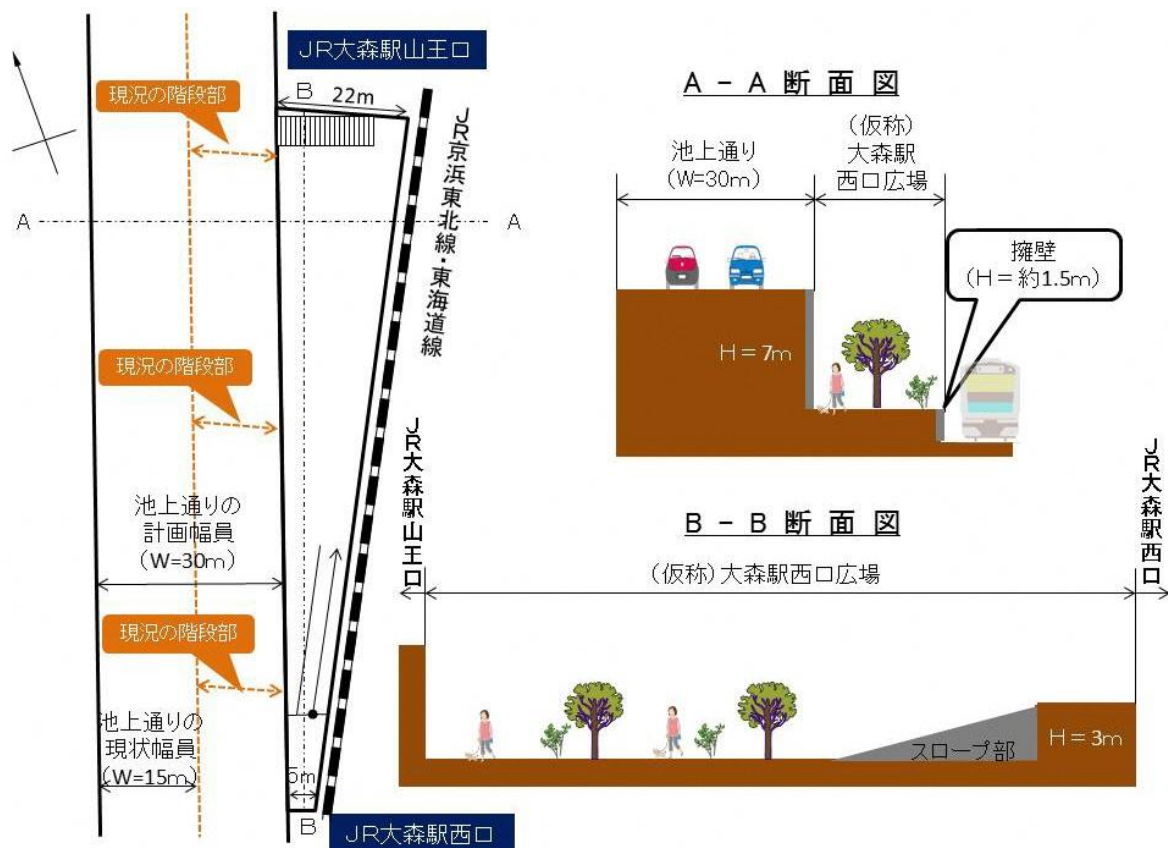 JR大森駅山王口
現況の階段部
B
22m
A
A
JR京浜東北線・東海道線
現況の階段部
池上通りの
計画幅員
(W=30m)
現況の階段部
池上通りの
現状幅員
(W=15m)
5m
B
JR大森駅西口
A-A断面図
池上通り
(W=30m)
(仮称)
大森駅
西口広場
擁壁
(H=約1.5m)
H=7m
B-B断面図
JR大森駅山王口
(仮称)大森駅西口広場
JR大森駅西口
スロープ部
H=3m